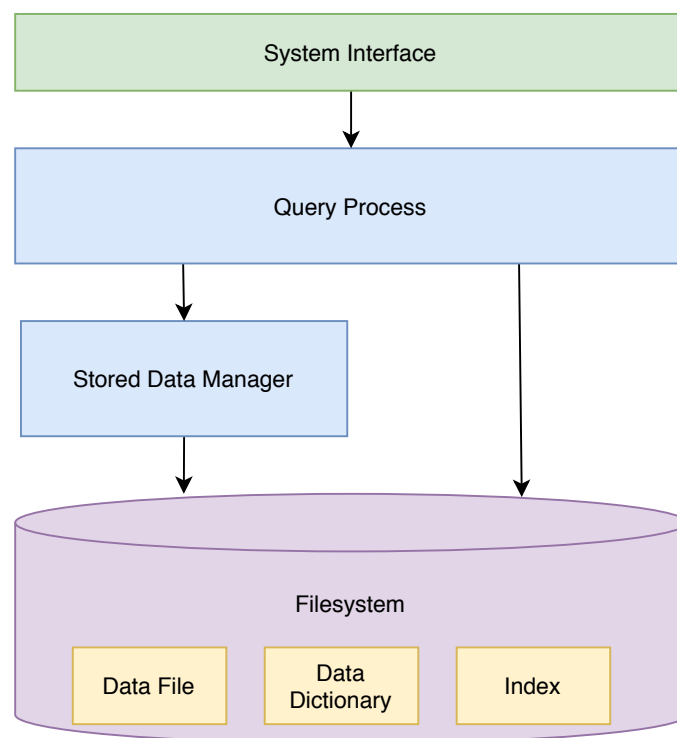 System Interface
Query Process
Stored Data Manager
Filesystem
Data File
Data
Dictionary
Index